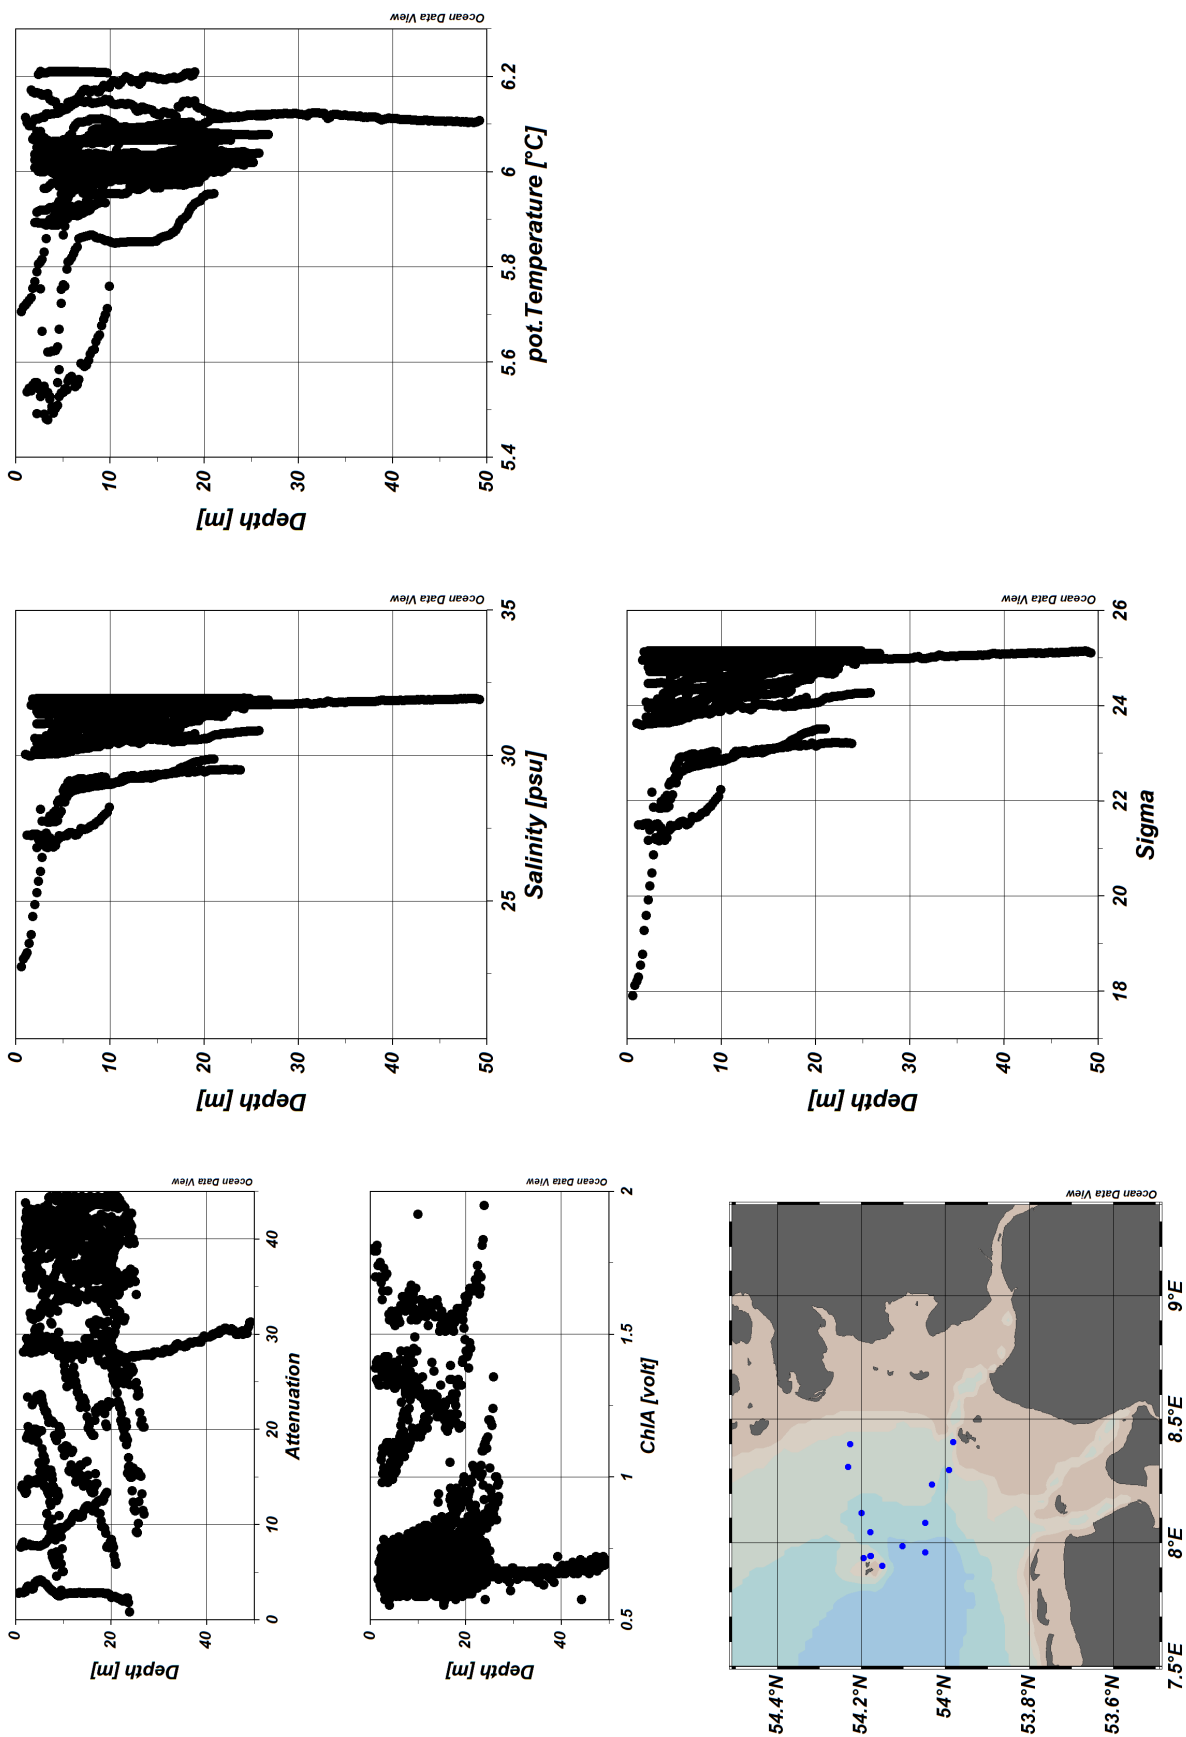 0
20
40
Depth [m]
0
10
20
30
40
Attenuation
Ocean Data View
0
10
20
30
40
50
Depth [m]
25
30
35
Salinity [psu]
Ocean Data View
0
10
20
30
40
50
Depth [m]
5.4
5.6
5.8
6
6.2
pot.Temperature [°C]
Ocean Data View
0
20
40
Depth [m]
0.5
1
1.5
2
ChlA [volt]
Ocean Data View
54.4°N
54.2°N
54°N
53.8°N
53.6°N
7.5°E
8°E
8.5°E
9°E
Ocean Data View
0
10
20
30
40
50
Depth [m]
18
20
22
24
26
Sigma
Ocean Data View